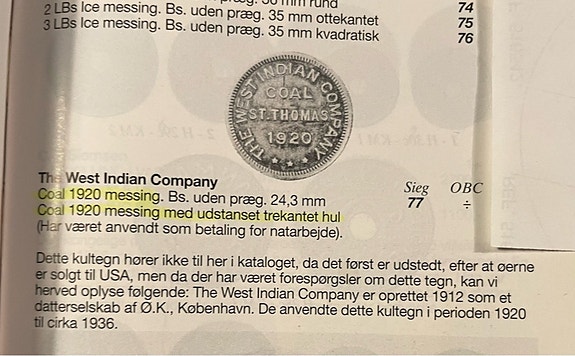 præg. 36 mm rund 74
2 LBs Ice messing. Bs. uden præg. 35 mm ottekantet 75
3 LBs Ice messing. Bs. uden præg. 35 mm kvadratisk 76
THE WEST INDIAN COMPANY
COAL
ST. THOMAS
1920
The West Indian Company Sieg OBC
Coal 1920 messing. Bs. uden præg. 24,3 mm 77 ÷
Coal 1920 messing med udstanset trekantet hul
(Har været anvendt som betaling for natarbejde).
Dette kultegn hører ikke til her i kataloget, da det først er udstedt, efter at øerne
er solgt til USA, men da der har været forespørgsler om dette tegn, kan vi
herved oplyse følgende: The West Indian Company er oprettet 1912 som et
datterselskab af Ø.K., København. De anvendte dette kultegn i perioden 1920
til cirka 1936.